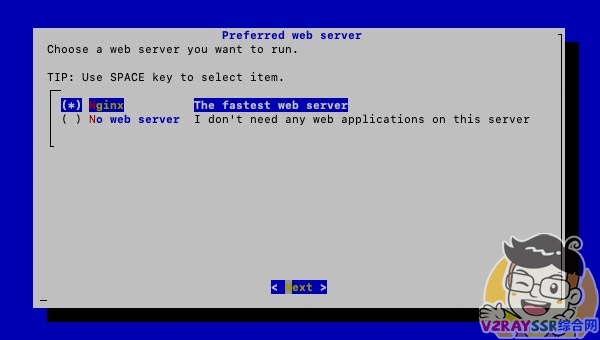 Preferred web server
Choose a web server you want to run.
TIP: Use SPACE key to select item.
(*) Nginx The fastest web server
( ) No web server I don't need any web applications on this server
< Next >
V2RAYSSR综合网